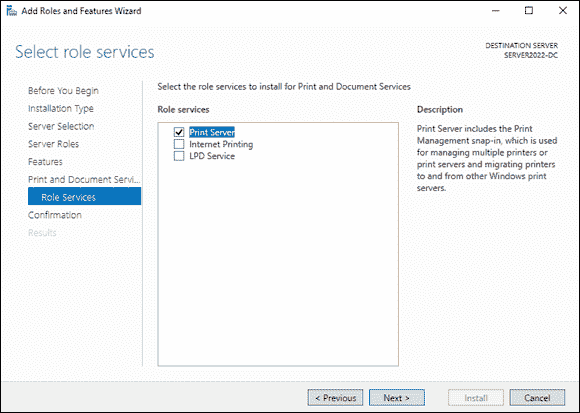 Add Roles and Features Wizard
Select role services
DESTINATION SERVER
SERVER2022-DC
Before You Begin
Installation Type
Server Selection
Server Roles
Features
Print and Document Servi...
Role Services
Confirmation
Results
Select the role services to install for Print and Document Services
Role services
Print Server
Internet Printing
LPD Service
Description
Print Server includes the Print
Management snap-in, which is used
for managing multiple printers or
print servers and migrating printers
to and from other Windows print
servers.
< Previous
Next >
Install
Cancel